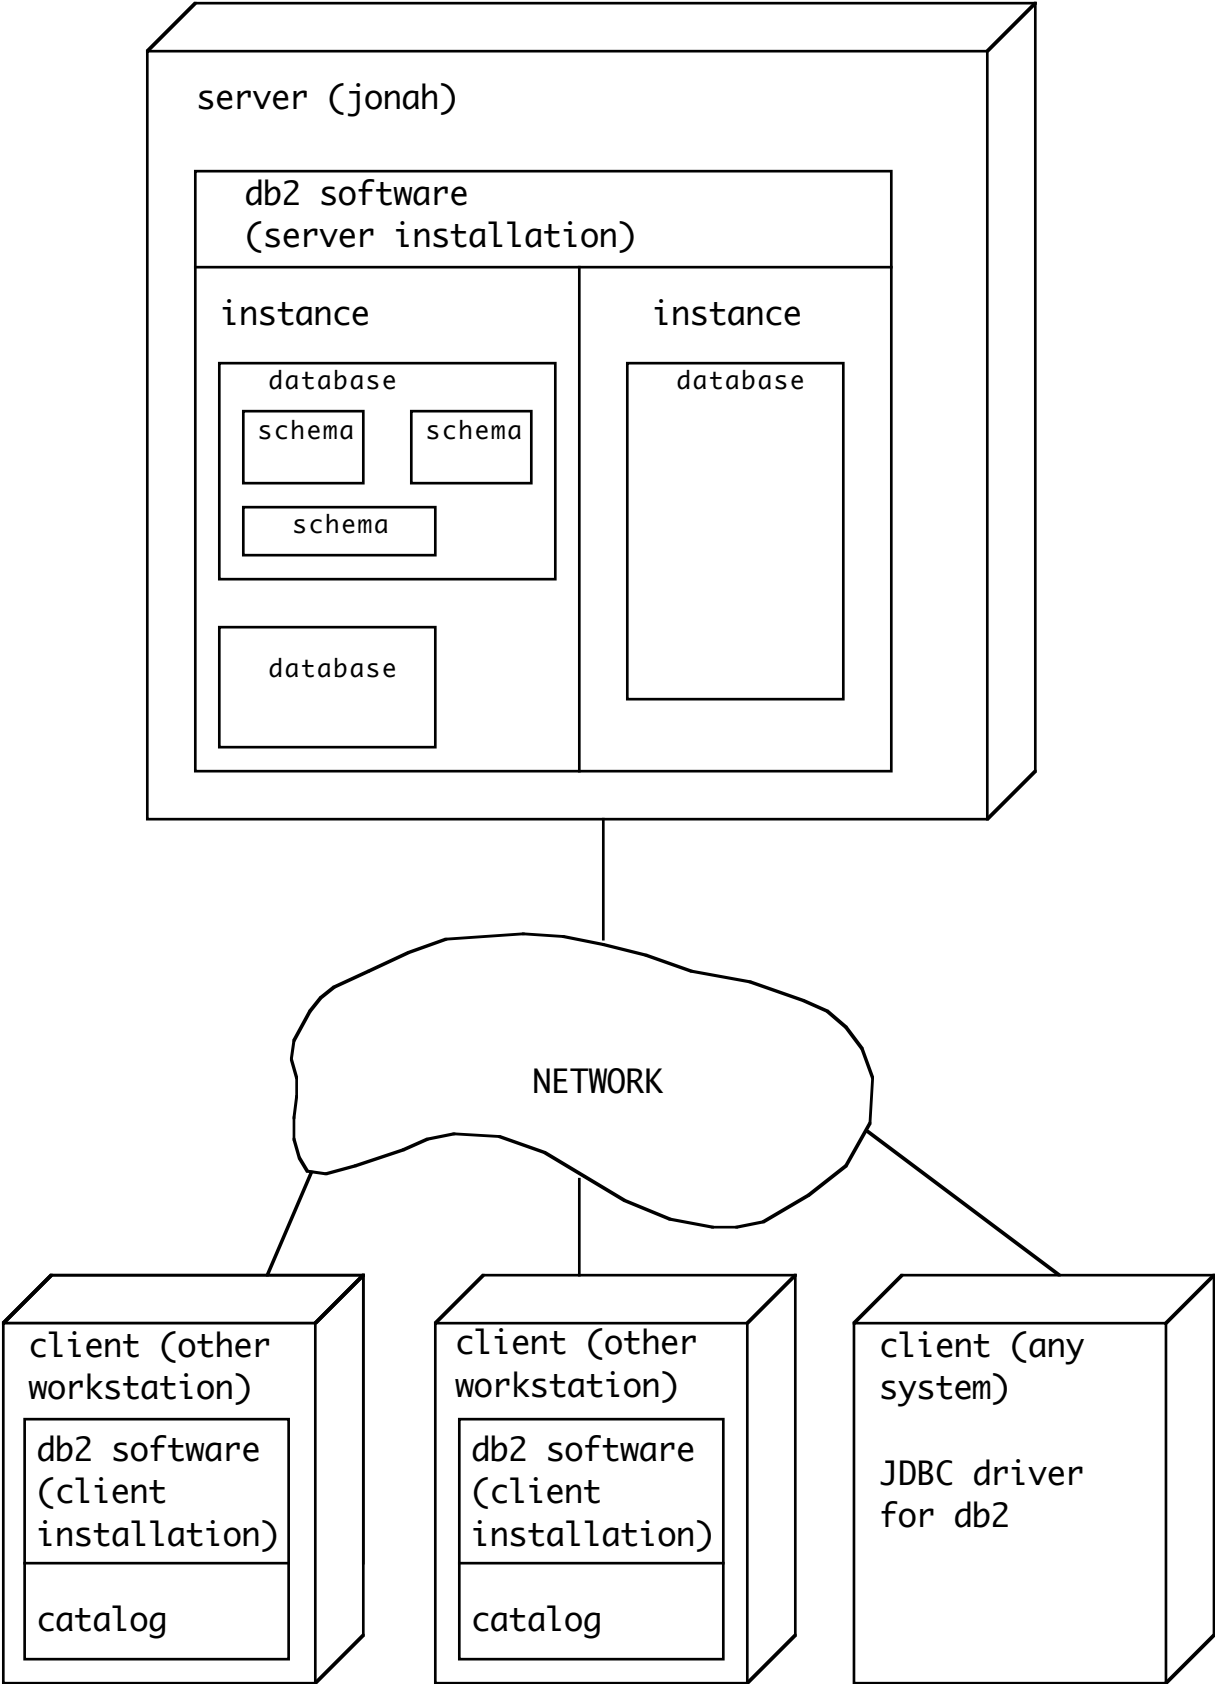 server (jonah)
db2 software
(server installation)
instance
database
schema
schema
schema
database
instance
database
NETWORK
client (other
workstation)
db2 software
(client
installation)
catalog
client (other
workstation)
db2 software
(client
installation)
catalog
client (any
system)
JDBC driver
for db2